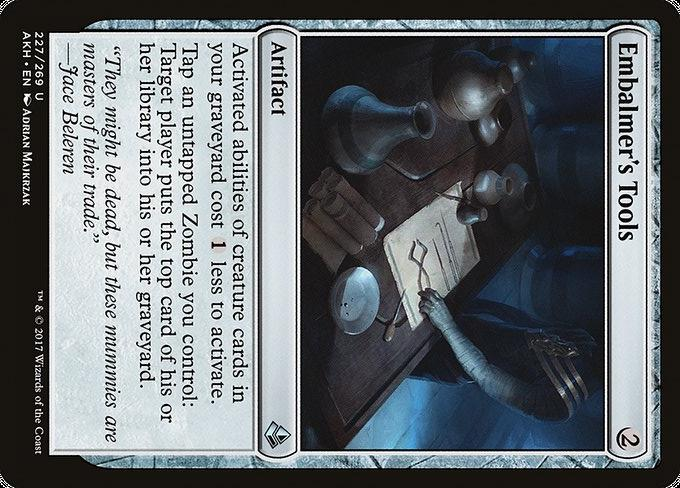 Embalmer's Tools 2
Artifact
Activated abilities of creature cards in
your graveyard cost 1 less to activate.
Tap an untapped Zombie you control:
Target player puts the top card of his or
her library into his or her graveyard.
"They might be dead, but these mummies are
masters of their trade."
—Jace Beleren
227/269 U
AKH • EN ADRIAN MAJKRZAK
™ & © 2017 Wizards of the Coast